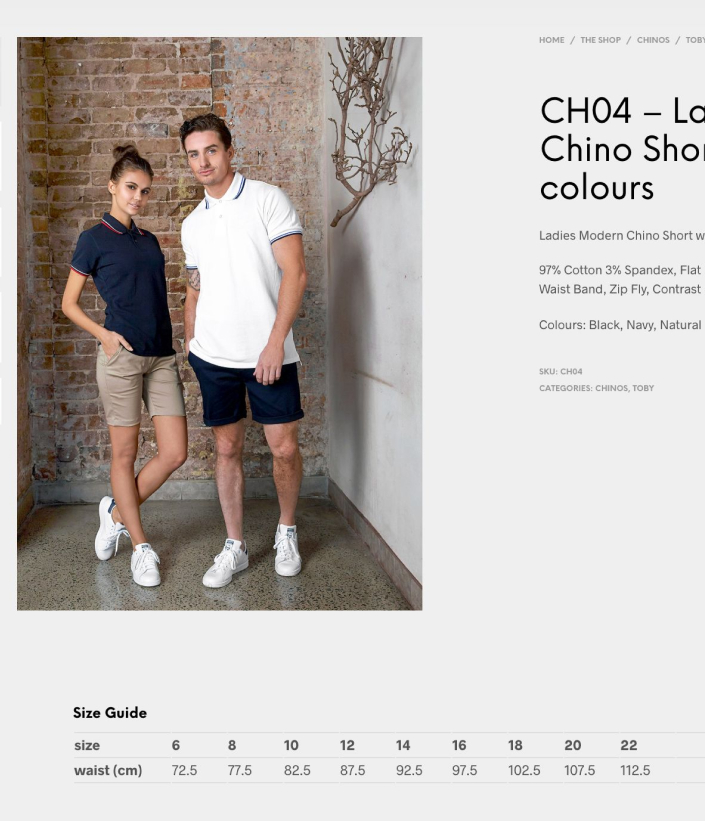 HOME / THE SHOP / CHINOS / TOBY
CH04 – La
Chino Shor
colours
Ladies Modern Chino Short w
97% Cotton 3% Spandex, Flat
Waist Band, Zip Fly, Contrast
Colours: Black, Navy, Natural
SKU: CH04
CATEGORIES: CHINOS, TOBY
Size Guide
size 6 8 10 12 14 16 18 20 22
waist (cm) 72.5 77.5 82.5 87.5 92.5 97.5 102.5 107.5 112.5